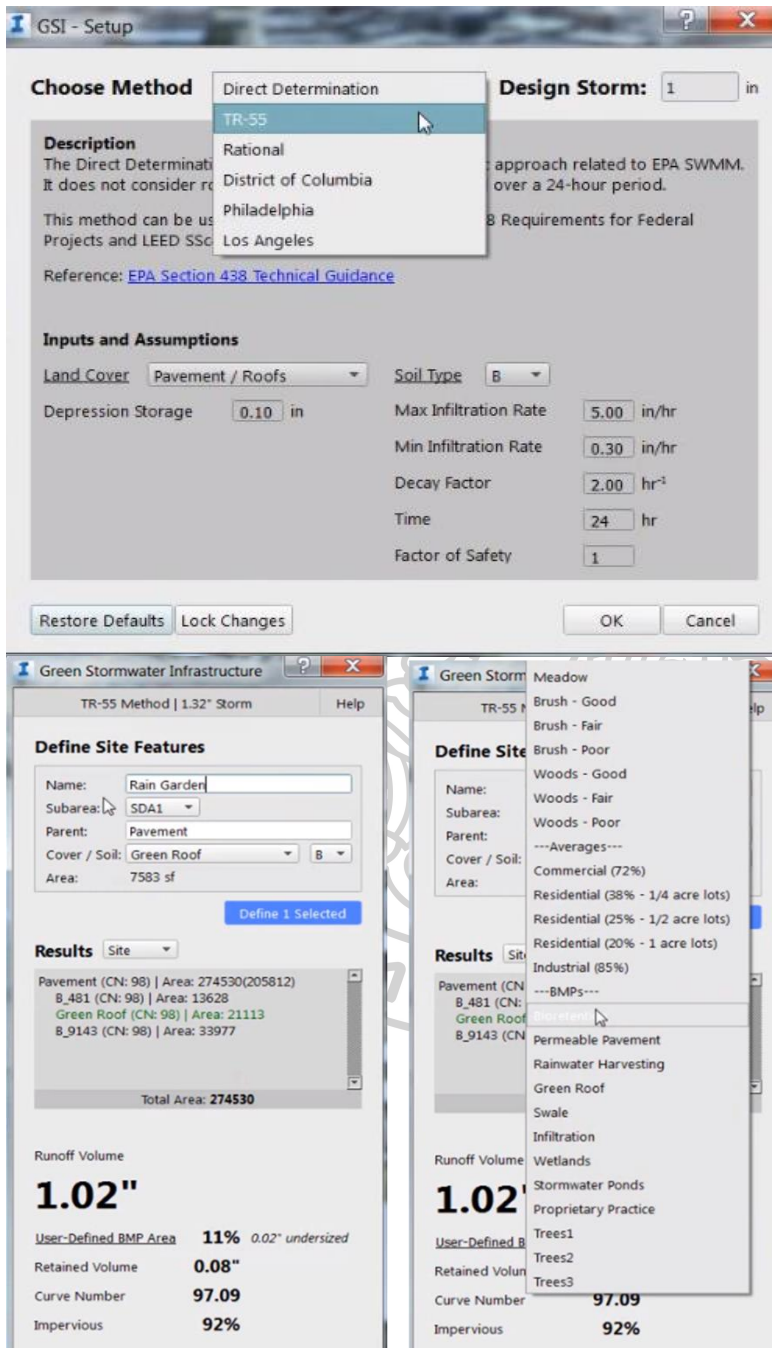 GSI - Setup
Choose Method
Direct Determination
TR-55
Rational
District of Columbia
Philadelphia
Los Angeles
Design Storm: 1 in
Description
The Direct Determinati approach related to EPA SWMM.
It does not consider over a 24-hour period.
This method can be us 8 Requirements for Federal
Projects and LEED SSc
Reference: EPA Section 438 Technical Guidance
Inputs and Assumptions
Land Cover Pavement / Roofs Soil Type B
Depression Storage 0.10 in Max Infiltration Rate 5.00 in/hr
Min Infiltration Rate 0.30 in/hr
Decay Factor 2.00 hr-1
Time 24 hr
Factor of Safety 1
Restore Defaults Lock Changes OK Cancel
Green Stormwater Infrastructure
TR-55 Method | 1.32" Storm Help
Define Site Features
Name: Rain Garden
Subarea: SDA1
Parent: Pavement
Cover / Soil: Green Roof B
Area: 7583 sf
Define 1 Selected
Results Site
Pavement (CN: 98) | Area: 274530(205812)
B_481 (CN: 98) | Area: 13628
Green Roof (CN: 98) | Area: 21113
B_9143 (CN: 98) | Area: 33977
Total Area: 274530
Runoff Volume
1.02"
User-Defined BMP Area 11% 0.02" undersized
Retained Volume 0.08"
Curve Number 97.09
Impervious 92%
Green Storm
TR-55 elp
Define Site
Name:
Subarea:
Parent:
Cover / Soil:
Area:
Results Site
Pavement (CN
B_481 (CN:
Green Roof
B_9143 (CN
Runoff Volume
1.02"
User-Defined B
Retained Volum
Curve Number 97.09
Impervious 92%
Meadow
Brush - Good
Brush - Fair
Brush - Poor
Woods - Good
Woods - Fair
Woods - Poor
---Averages---
Commercial (72%)
Residential (38% - 1/4 acre lots)
Residential (25% - 1/2 acre lots)
Residential (20% - 1 acre lots)
Industrial (85%)
---BMPs---
Permeable Pavement
Rainwater Harvesting
Green Roof
Swale
Infiltration
Wetlands
Stormwater Ponds
Proprietary Practice
Trees1
Trees2
Trees3